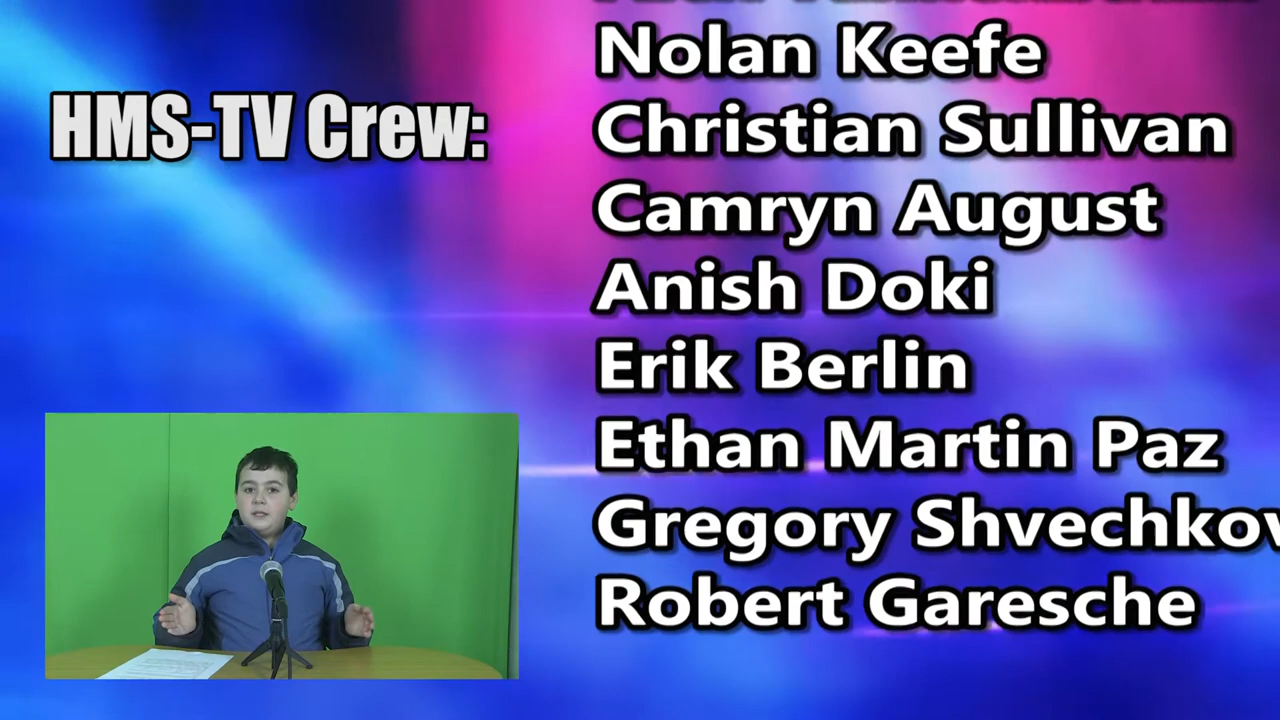 HMS-TV Crew:
Nolan Keefe
Christian Sullivan
Camryn August
Anish Doki
Erik Berlin
Ethan Martin Paz
Gregory Shvechkov
Robert Garesche